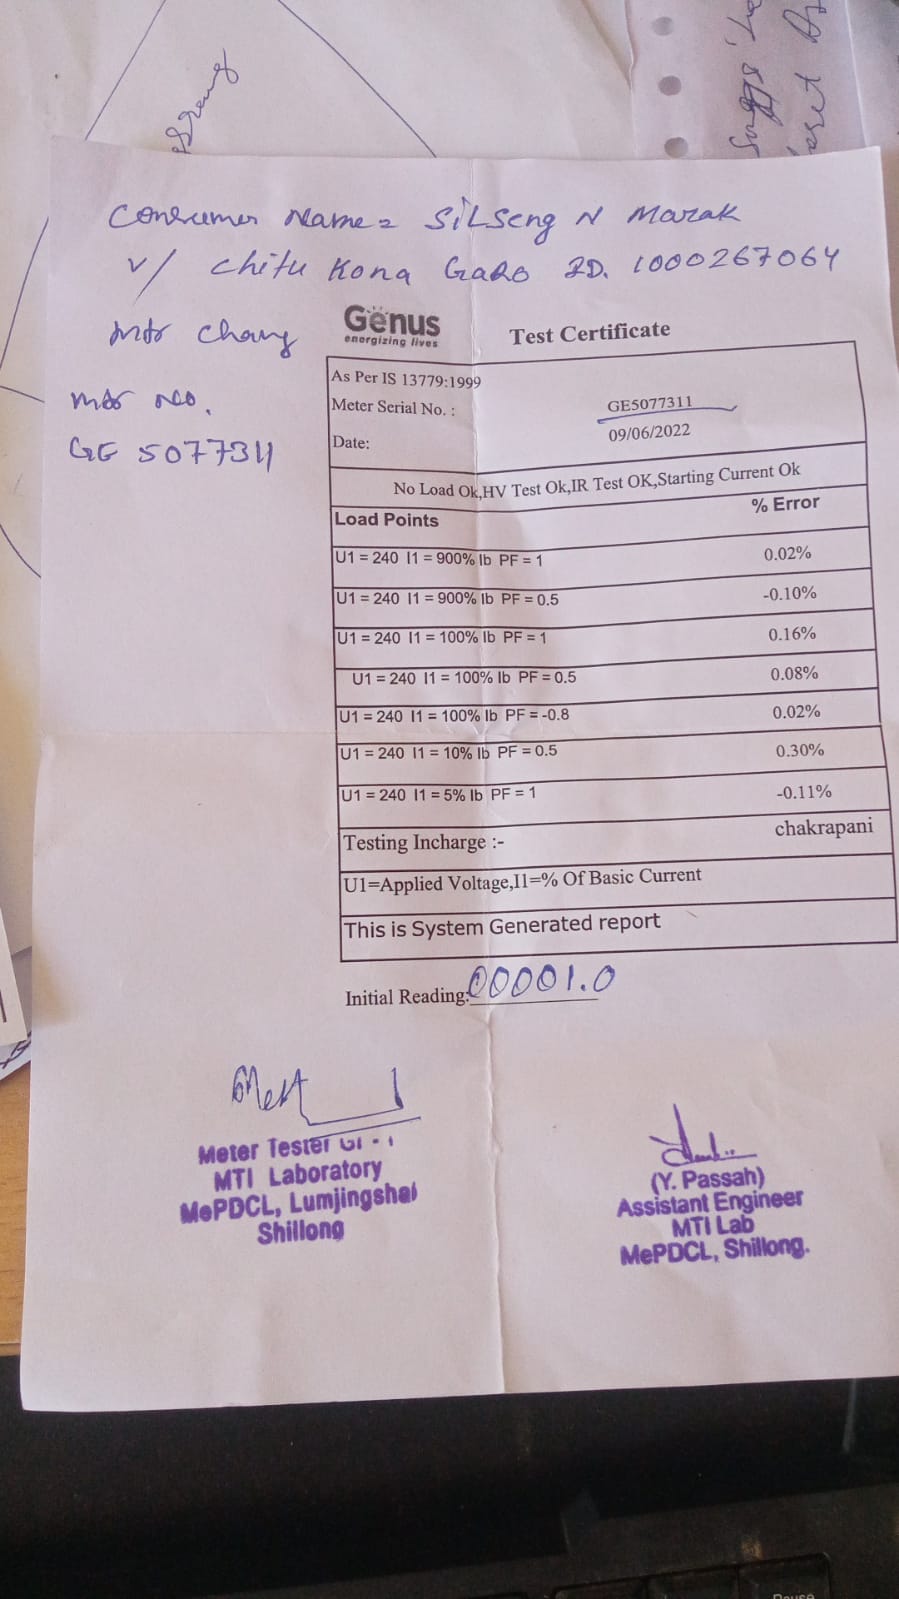 Consumer Name = SILSeng N Marak
V/ Chitu Kona GaRo ID. 1000267064
Mtr Chang
Genus
energizing lives
Test Certificate
Mtr No.
GE 5077311
As Per IS 13779:1999
Meter Serial No. : GE5077311
Date: 09/06/2022
No Load Ok,HV Test Ok,IR Test OK,Starting Current Ok
Load Points % Error
U1 = 240 I1 = 900% Ib PF = 1 0.02%
U1 = 240 I1 = 900% Ib PF = 0.5 -0.10%
U1 = 240 I1 = 100% Ib PF = 1 0.16%
U1 = 240 I1 = 100% Ib PF = 0.5 0.08%
U1 = 240 I1 = 100% Ib PF = -0.8 0.02%
U1 = 240 I1 = 10% Ib PF = 0.5 0.30%
U1 = 240 I1 = 5% Ib PF = 1 -0.11%
Testing Incharge :- chakrapani
U1=Applied Voltage,I1=% Of Basic Current
This is System Generated report
Initial Reading: 00001.0
Meter Tester
MTI Laboratory
MePDCL, Lumjingshai
Shillong
(Y. Passah)
Assistant Engineer
MTI Lab
MePDCL, Shillong.
Pause